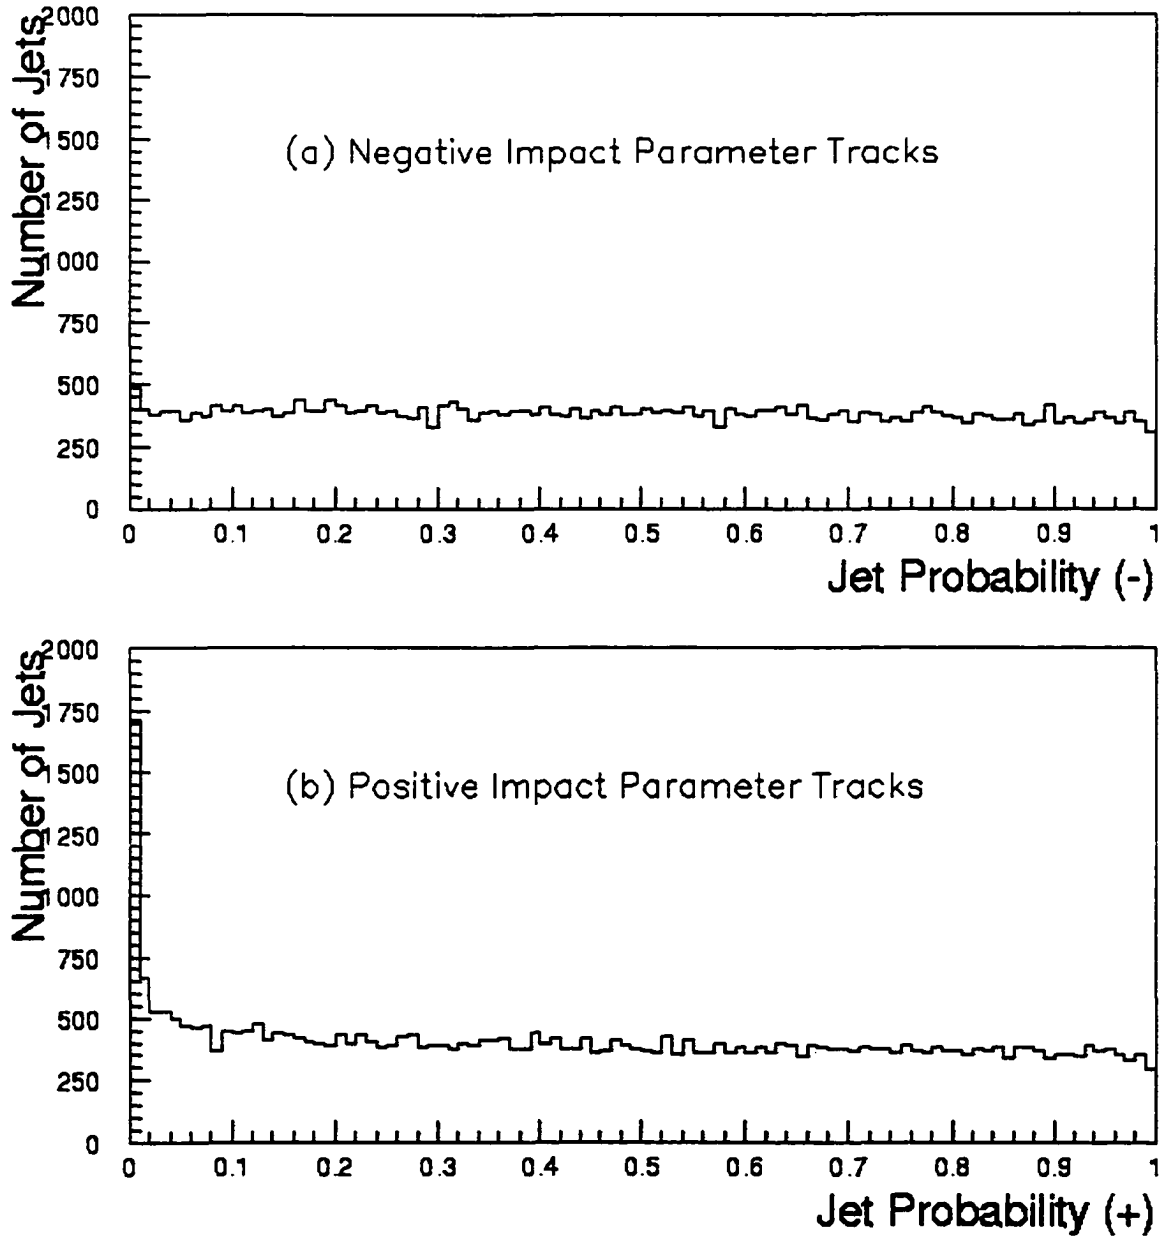 Number of Jets
2000
1750
1500
1250
1000
750
500
250
0
(a) Negative Impact Parameter Tracks
0 0.1 0.2 0.3 0.4 0.5 0.6 0.7 0.8 0.9 1
Jet Probability (-)
Number of Jets
2000
1750
1500
1250
1000
750
500
250
0
(b) Positive Impact Parameter Tracks
0 0.1 0.2 0.3 0.4 0.5 0.6 0.7 0.8 0.9 1
Jet Probability (+)